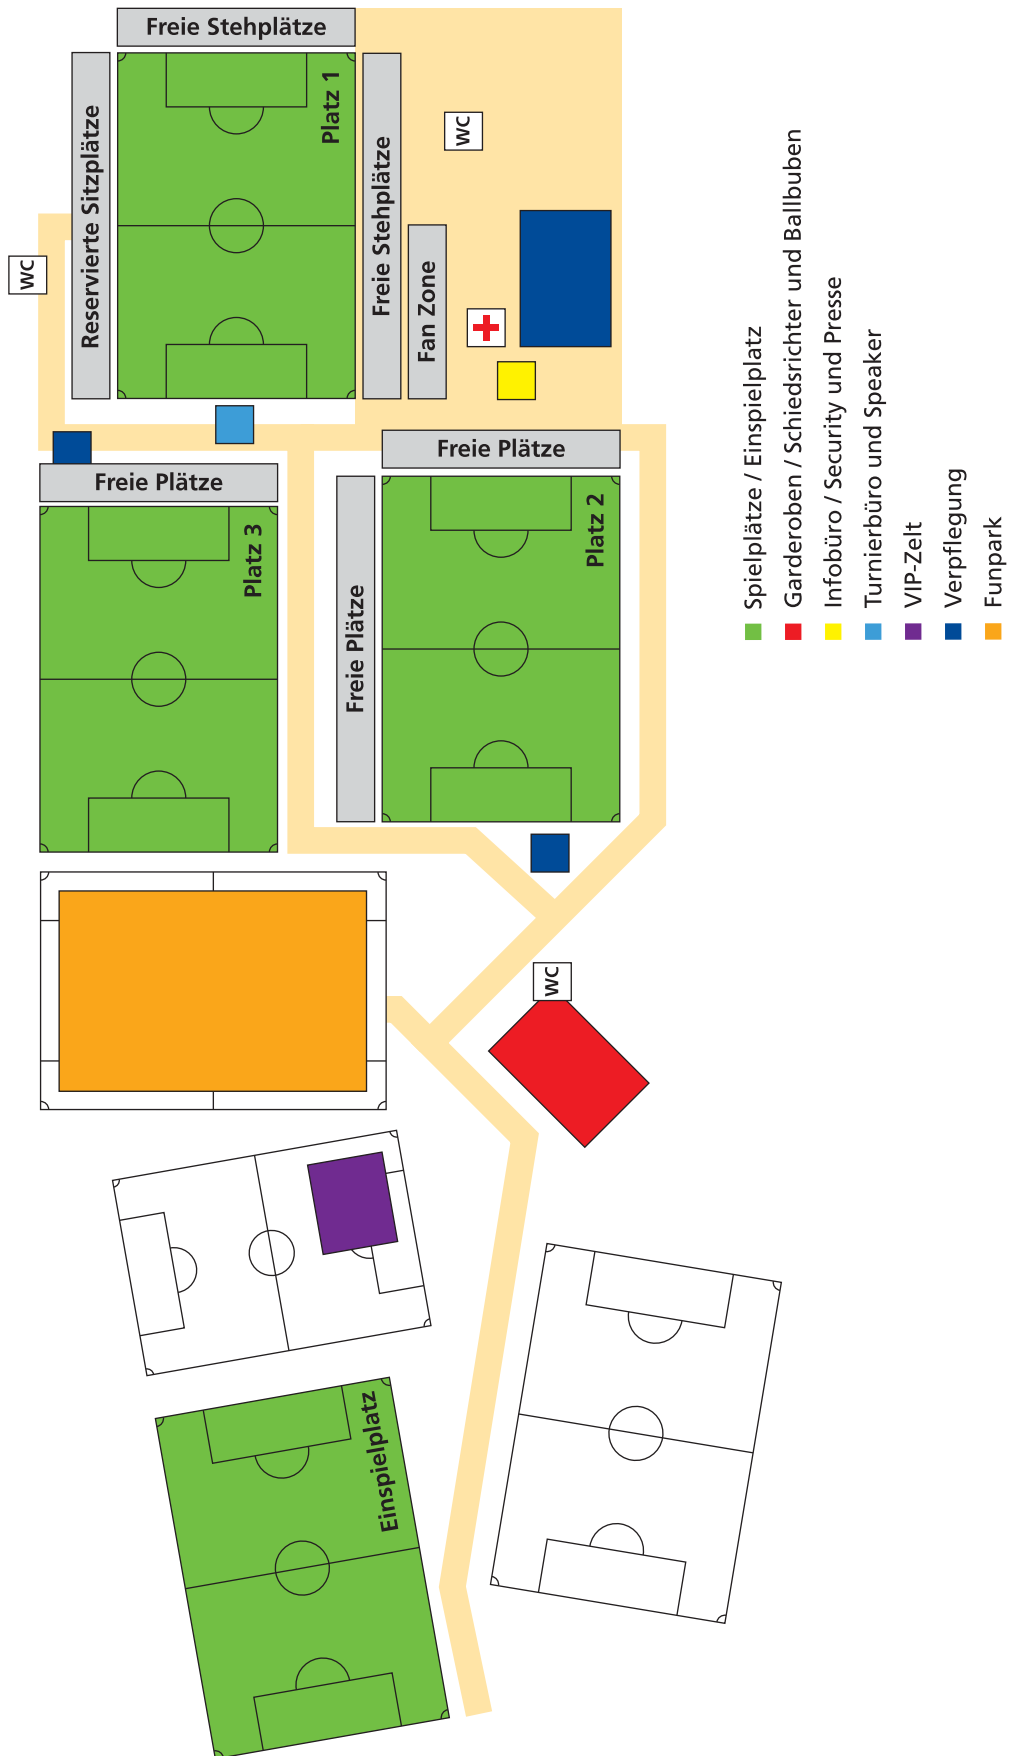 Freie Stehplätze
Reservierte Sitzplätze
Platz 1
Freie Stehplätze
WC
WC
Fan Zone
Freie Plätze
Freie Plätze
Platz 3
Freie Plätze
Platz 2
WC
Einspielplatz
Spielplätze / Einspielplatz
Garderoben / Schiedsrichter und Ballbuben
Infobüro / Security und Presse
Turnierbüro und Speaker
VIP-Zelt
Verpflegung
Funpark